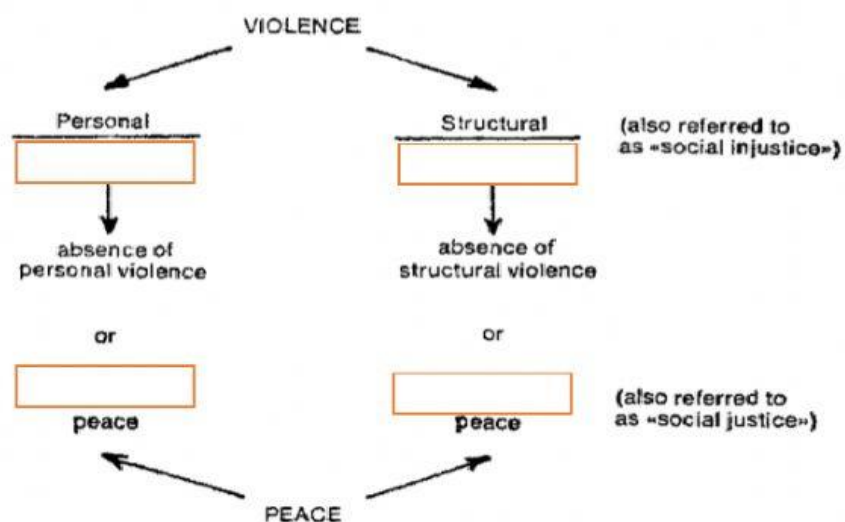 VIOLENCE
Personal
Structural
(also referred to
as «social injustice»)
absence of
personal violence
absence of
structural violence
or
or
peace
peace
(also referred to
as «social justice»)
PEACE